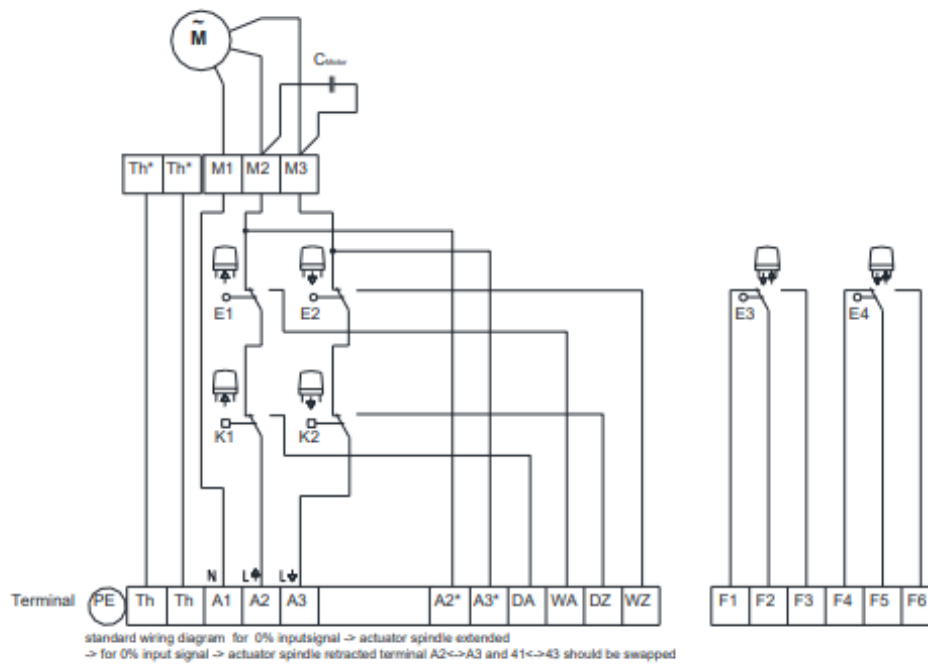 ~
M
CMotor
Th* Th* M1 M2 M3
E1 E2 E3 E4
K1 K2
N L L
Terminal PE Th Th A1 A2 A3 A2* A3* DA WA DZ WZ F1 F2 F3 F4 F5 F6
standard wiring diagram for 0% inputsignal -> actuator spindle extended
-> for 0% input signal -> actuator spindle retracted terminal A2<->A3 and 41<->43 should be swapped